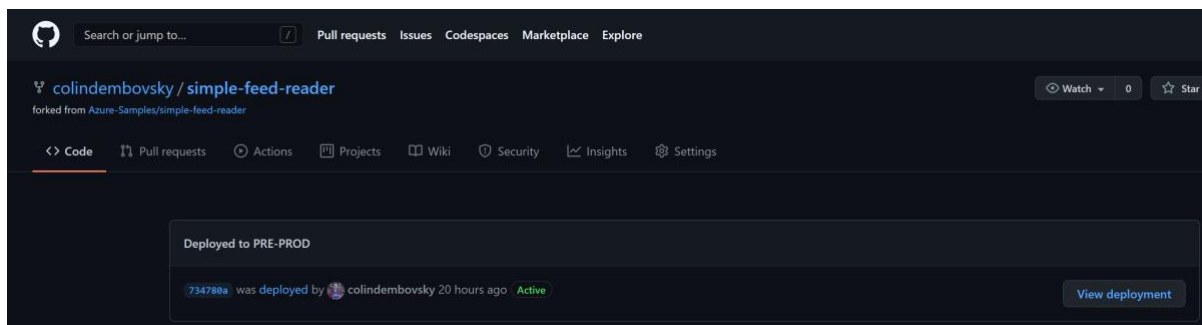 Search or jump to... / Pull requests Issues Codespaces Marketplace Explore
colindembovsky / simple-feed-reader
Watch 0 Star
forked from Azure-Samples/simple-feed-reader
Code Pull requests Actions Projects Wiki Security Insights Settings
Deployed to PRE-PROD
734780a was deployed by colindembovsky 20 hours ago Active
View deployment